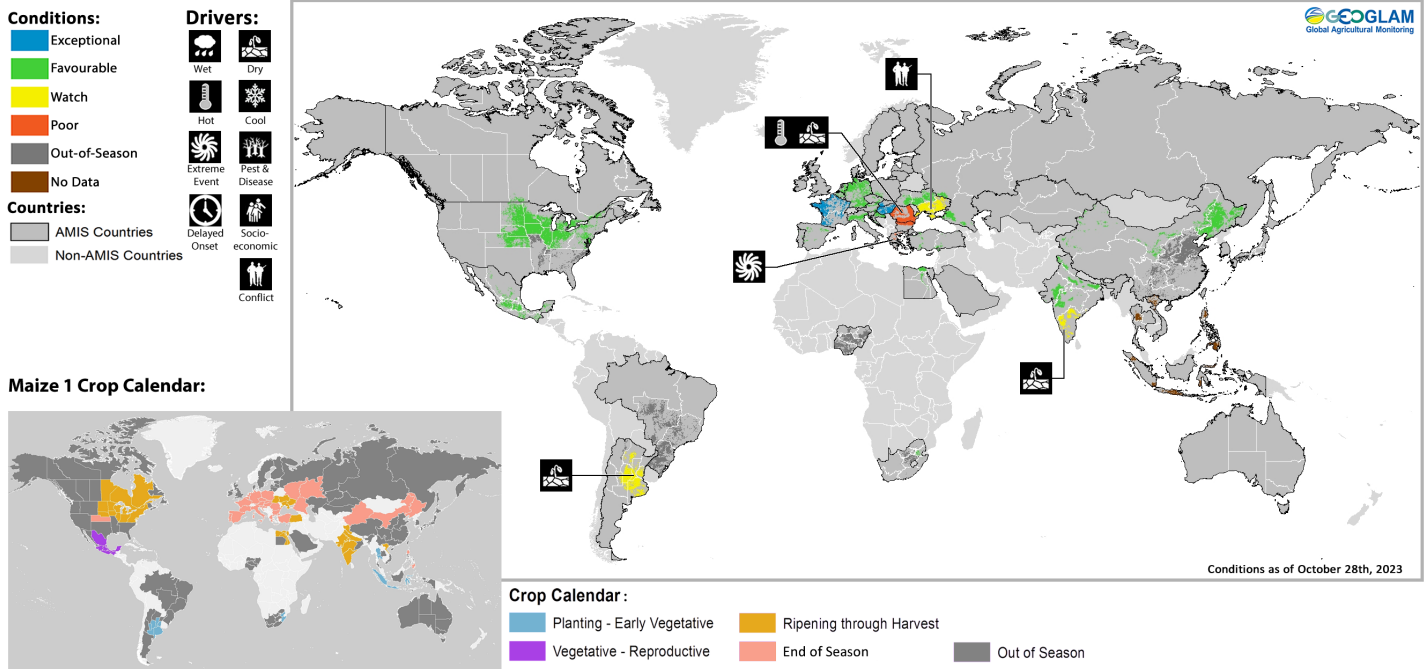 Conditions:
Exceptional
Favourable
Watch
Poor
Out-of-Season
No Data
Countries:
AMIS Countries
Non-AMIS Countries
Drivers:
Wet
Dry
Hot
Cool
Extreme
Event
Pest &
Disease
Delayed
Onset
Socio-
economic
Conflict
GEOGLAM
Global Agricultural Monitoring
Maize 1 Crop Calendar:
Conditions as of October 28th, 2023
Crop Calendar :
Planting - Early Vegetative
Ripening through Harvest
Vegetative - Reproductive
End of Season
Out of Season